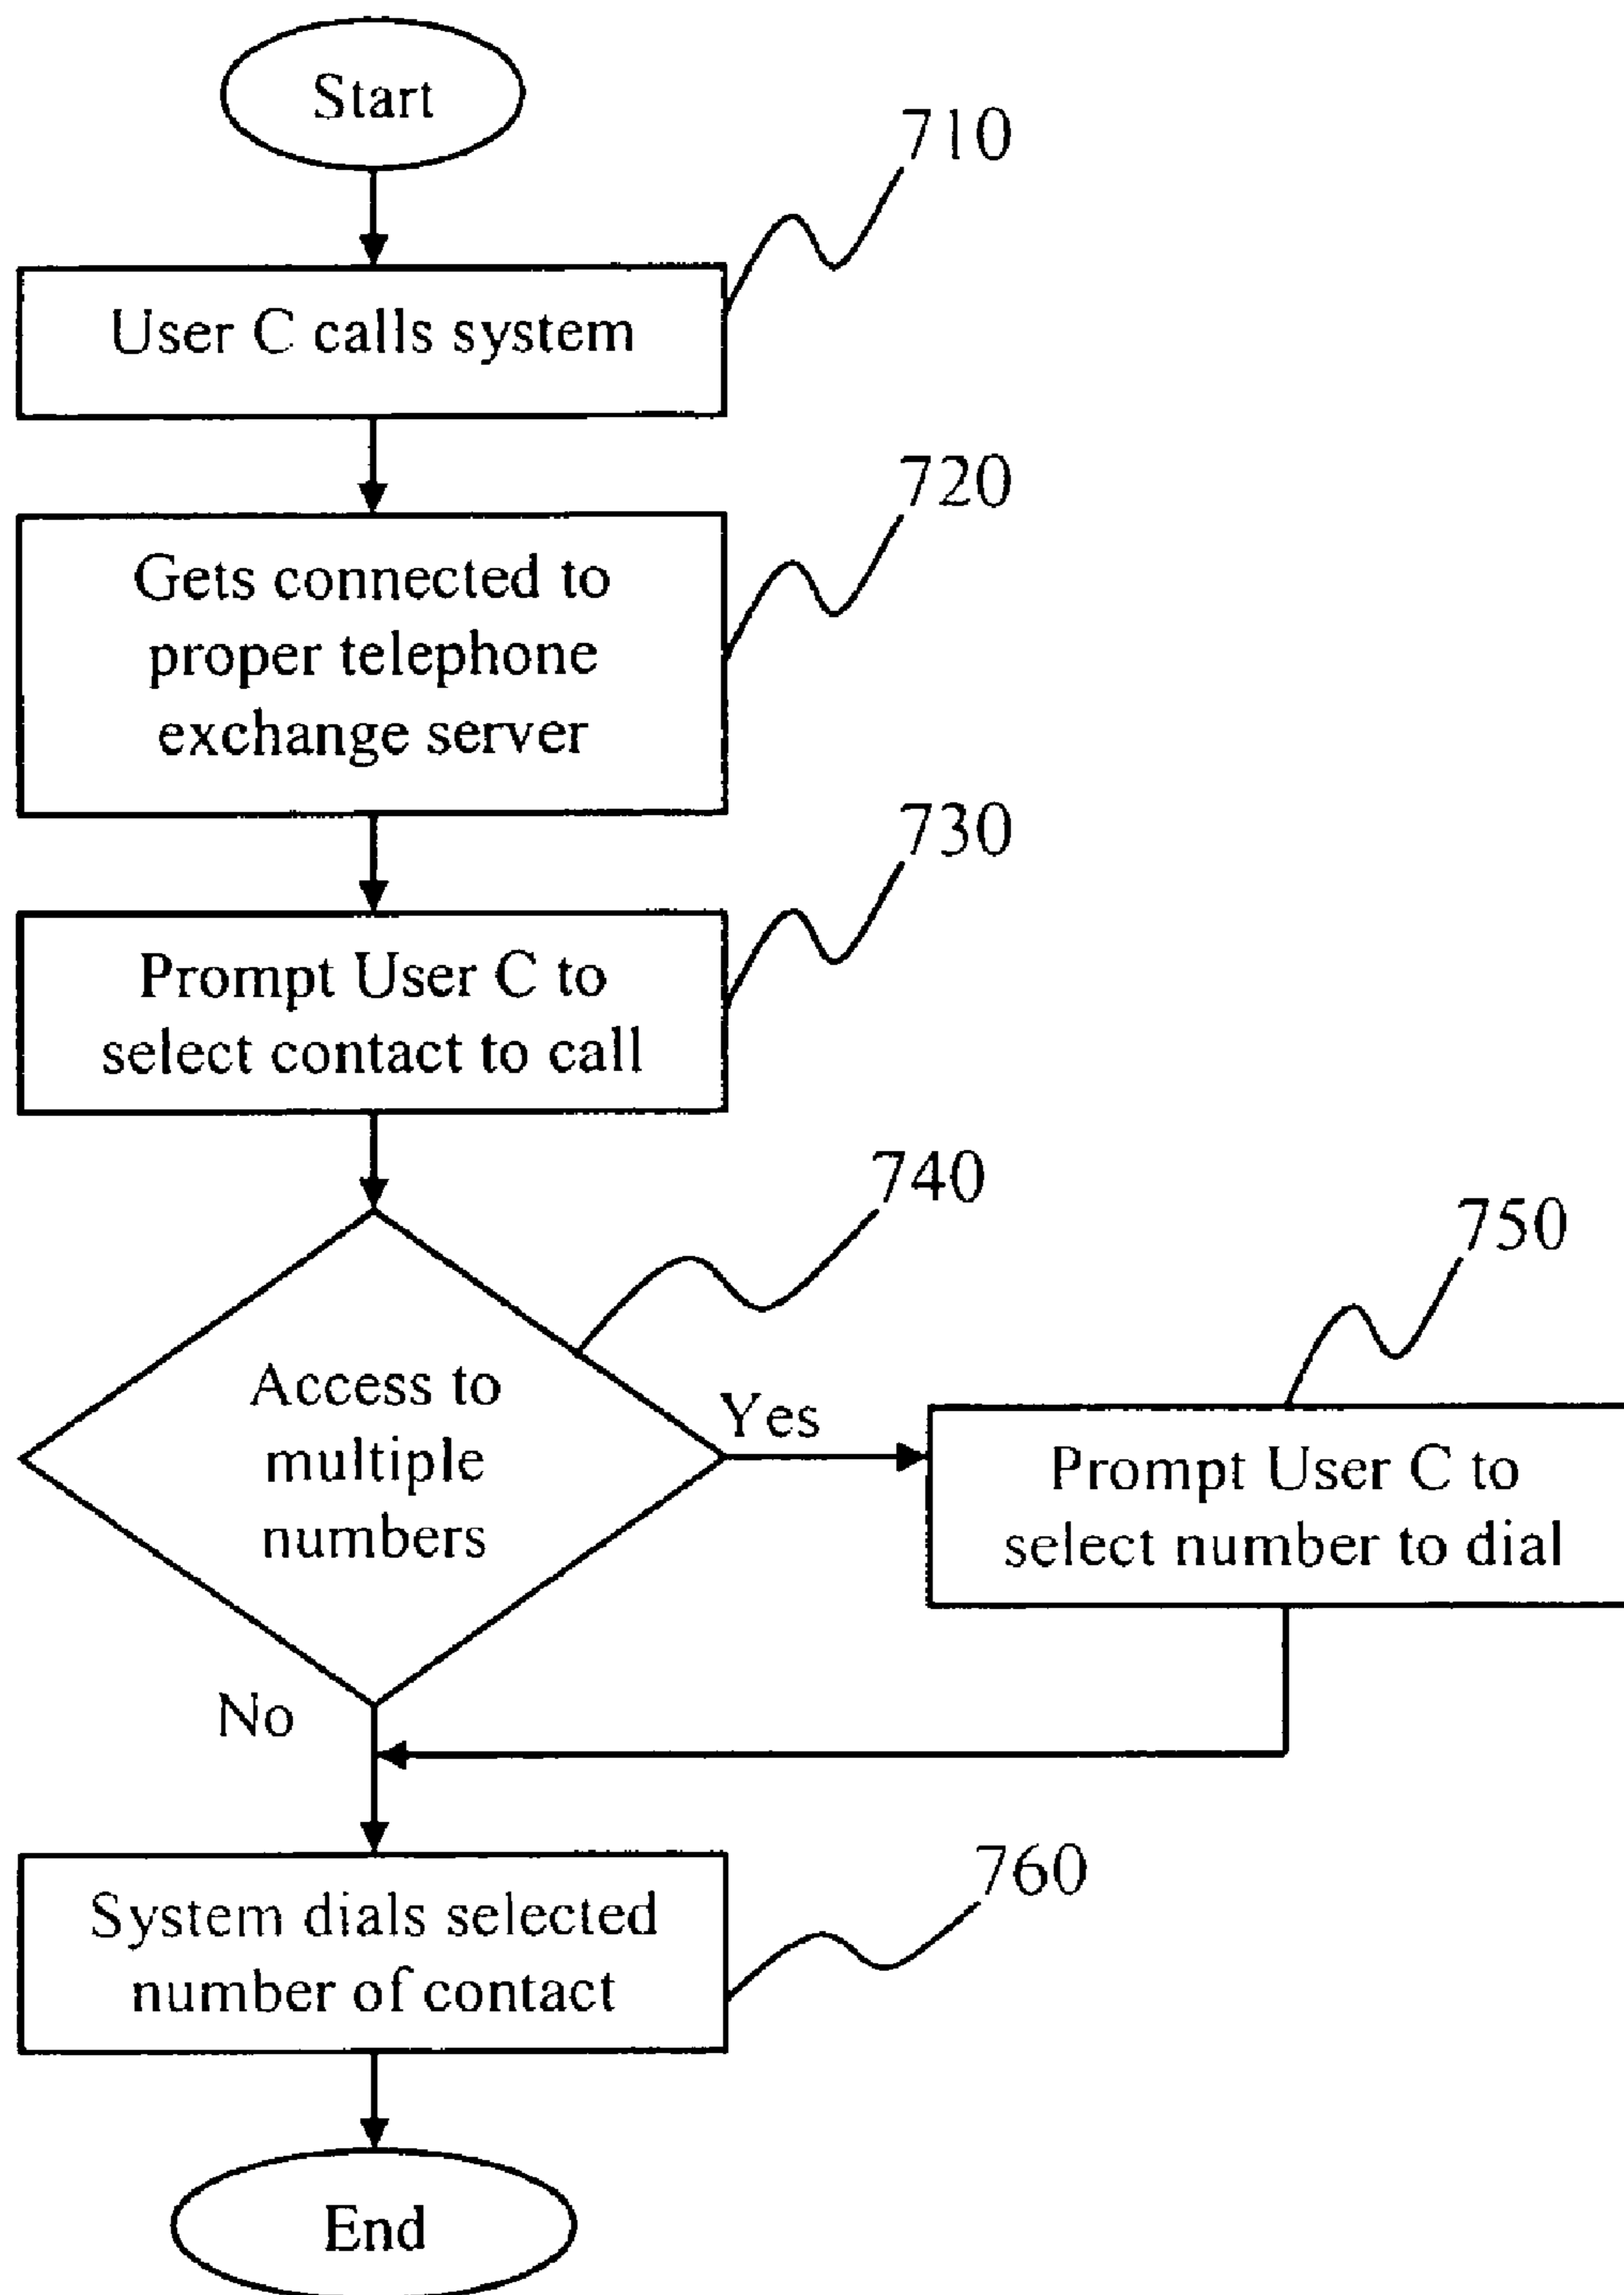 Start
710
User C calls system
720
Gets connected to
proper telephone
exchange server
730
Prompt User C to
select contact to call
740
750
Access to
multiple
numbers
Yes
Prompt User C to
select number to dial
No
760
System dials selected
number of contact
End